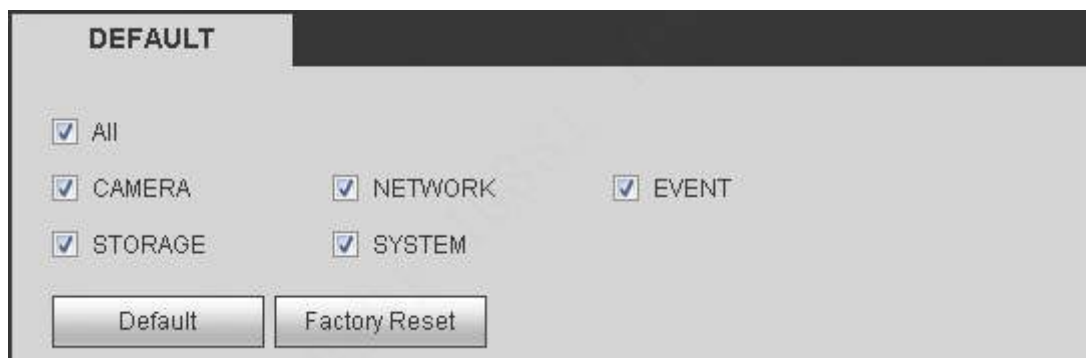 DEFAULT
All
CAMERA NETWORK EVENT
STORAGE SYSTEM
Default Factory Reset